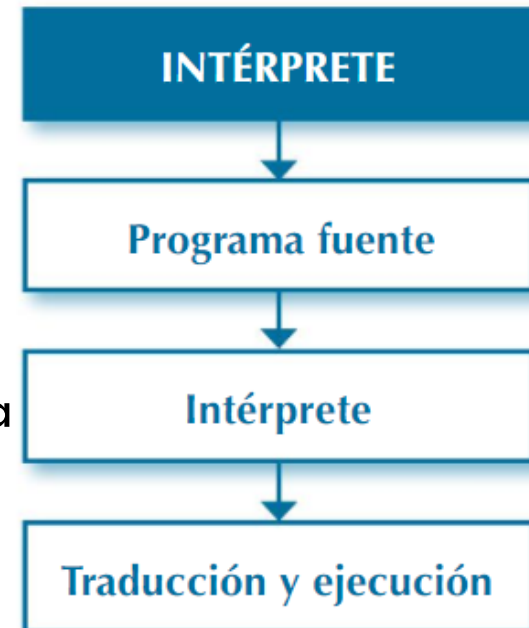 INTÉRPRETE
Programa fuente
a
Intérprete
Traducción y ejecución